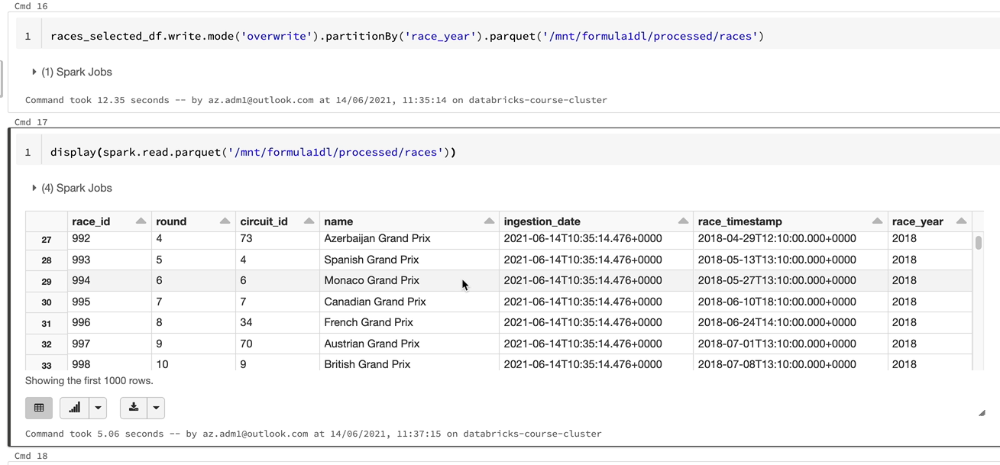 Cmd 16
1 races_selected_df.write.mode('overwrite').partitionBy('race_year').parquet('/mnt/formula1dl/processed/races')
(1) Spark Jobs
Command took 12.35 seconds -- by az.adm1@outlook.com at 14/06/2021, 11:35:14 on databricks-course-cluster
Cmd 17
1 display(spark.read.parquet('/mnt/formula1dl/processed/races'))
(4) Spark Jobs
race_id round circuit_id name ingestion_date race_timestamp race_year
27 992 4 73 Azerbaijan Grand Prix 2021-06-14T10:35:14.476+0000 2018-04-29T12:10:00.000+0000 2018
28 993 5 4 Spanish Grand Prix 2021-06-14T10:35:14.476+0000 2018-05-13T13:10:00.000+0000 2018
29 994 6 6 Monaco Grand Prix 2021-06-14T10:35:14.476+0000 2018-05-27T13:10:00.000+0000 2018
30 995 7 7 Canadian Grand Prix 2021-06-14T10:35:14.476+0000 2018-06-10T18:10:00.000+0000 2018
31 996 8 34 French Grand Prix 2021-06-14T10:35:14.476+0000 2018-06-24T14:10:00.000+0000 2018
32 997 9 70 Austrian Grand Prix 2021-06-14T10:35:14.476+0000 2018-07-01T13:10:00.000+0000 2018
33 998 10 9 British Grand Prix 2021-06-14T10:35:14.476+0000 2018-07-08T13:10:00.000+0000 2018
Showing the first 1000 rows.
Command took 5.06 seconds -- by az.adm1@outlook.com at 14/06/2021, 11:37:15 on databricks-course-cluster
Cmd 18